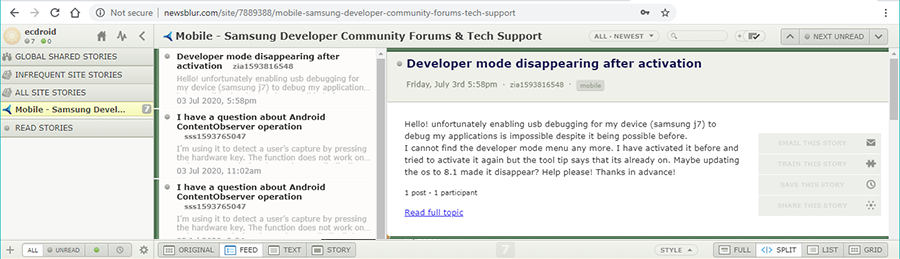 Not secure | newsblur.com/site/7889388/mobile-samsung-developer-community-forums-tech-support
ecdroid
7 0
GLOBAL SHARED STORIES
INFREQUENT SITE STORIES
ALL SITE STORIES
Mobile - Samsung Devel... 7
READ STORIES
ALL UNREAD
Mobile - Samsung Developer Community Forums & Tech Support
ALL · NEWEST
NEXT UNREAD
Developer mode disappearing after
activation zia1593816548
Hello! unfortunately enabling usb debugging for
my device (samsung j7) to debug my application...
03 Jul 2020, 5:58pm
I have a question about Android
ContentObserver operation
sss1593765047
I'm using it to detect a user's capture by pressing
the hardware key. The function does not work on...
03 Jul 2020, 11:02am
I have a question about Android
ContentObserver operation
sss1593765047
I'm using it to detect a user's capture by pressing
the hardware key. The function does not work on...
Developer mode disappearing after activation
Friday, July 3rd 5:58pm · zia1593816548 · mobile
Hello! unfortunately enabling usb debugging for my device (samsung j7) to
debug my applications is impossible despite it being possible before.
I cannot find the developer mode menu any more. I have activated it before and
tried to activate it again but the tool tip says that its already on. Maybe updating
the os to 8.1 made it disappear? Help please! Thanks in advance!
1 post - 1 participant
Read full topic
EMAIL THIS STORY
TRAIN THIS STORY
SAVE THIS STORY
SHARE THIS STORY
ORIGINAL FEED TEXT STORY
7
STYLE
FULL SPLIT LIST GRID